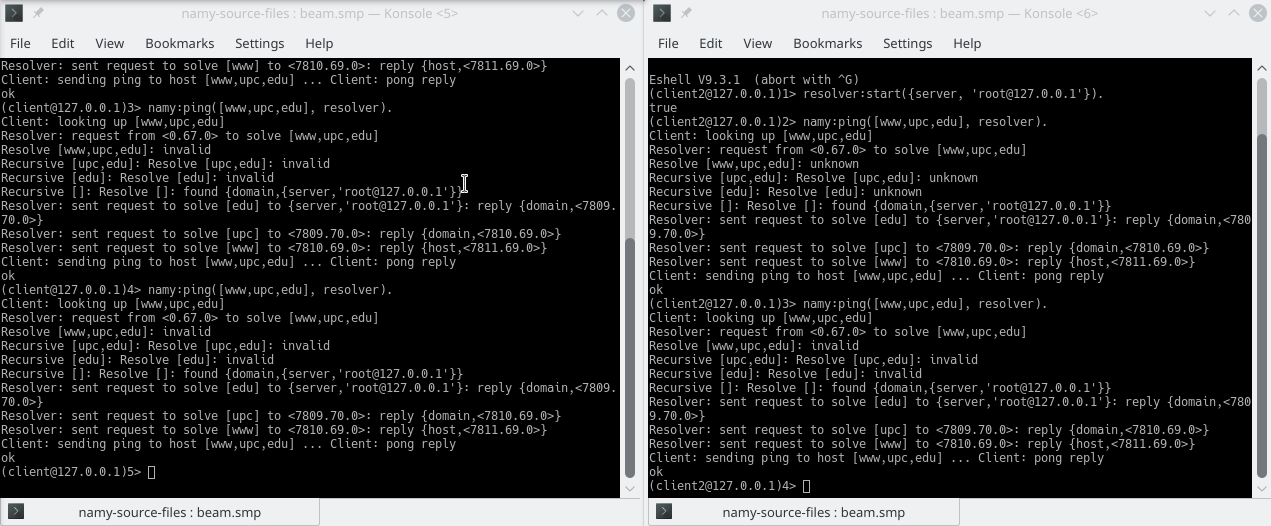 namy-source-files : beam.smp — Konsole <5>
File Edit View Bookmarks Settings Help
Resolver: sent request to solve [www] to <7810.69.0>: reply {host,<7811.69.0>}
Client: sending ping to host [www,upc,edu] ... Client: pong reply
ok
(client@127.0.0.1)3> namy:ping([www,upc,edu], resolver).
Client: looking up [www,upc,edu]
Resolver: request from <0.67.0> to solve [www,upc,edu]
Resolve [www,upc,edu]: invalid
Recursive [upc,edu]: Resolve [upc,edu]: invalid
Recursive [edu]: Resolve [edu]: invalid
Recursive []: Resolve []: found {domain,{server,'root@127.0.0.1'}}
Resolver: sent request to solve [edu] to {server,'root@127.0.0.1'}: reply {domain,<7809.
70.0>}
Resolver: sent request to solve [upc] to <7809.70.0>: reply {domain,<7810.69.0>}
Resolver: sent request to solve [www] to <7810.69.0>: reply {host,<7811.69.0>}
Client: sending ping to host [www,upc,edu] ... Client: pong reply
ok
(client@127.0.0.1)4> namy:ping([www,upc,edu], resolver).
Client: looking up [www,upc,edu]
Resolver: request from <0.67.0> to solve [www,upc,edu]
Resolve [www,upc,edu]: invalid
Recursive [upc,edu]: Resolve [upc,edu]: invalid
Recursive [edu]: Resolve [edu]: invalid
Recursive []: Resolve []: found {domain,{server,'root@127.0.0.1'}}
Resolver: sent request to solve [edu] to {server,'root@127.0.0.1'}: reply {domain,<7809.
70.0>}
Resolver: sent request to solve [upc] to <7809.70.0>: reply {domain,<7810.69.0>}
Resolver: sent request to solve [www] to <7810.69.0>: reply {host,<7811.69.0>}
Client: sending ping to host [www,upc,edu] ... Client: pong reply
ok
(client@127.0.0.1)5>
namy-source-files : beam.smp
namy-source-files : beam.smp — Konsole <6>
File Edit View Bookmarks Settings Help
Eshell V9.3.1  (abort with ^G)
(client2@127.0.0.1)1> resolver:start({server, 'root@127.0.0.1'}).
true
(client2@127.0.0.1)2> namy:ping([www,upc,edu], resolver).
Client: looking up [www,upc,edu]
Resolver: request from <0.67.0> to solve [www,upc,edu]
Resolve [www,upc,edu]: unknown
Recursive [upc,edu]: Resolve [upc,edu]: unknown
Recursive [edu]: Resolve [edu]: unknown
Recursive []: Resolve []: found {domain,{server,'root@127.0.0.1'}}
Resolver: sent request to solve [edu] to {server,'root@127.0.0.1'}: reply {domain,<780
9.70.0>}
Resolver: sent request to solve [upc] to <7809.70.0>: reply {domain,<7810.69.0>}
Resolver: sent request to solve [www] to <7810.69.0>: reply {host,<7811.69.0>}
Client: sending ping to host [www,upc,edu] ... Client: pong reply
ok
(client2@127.0.0.1)3> namy:ping([www,upc,edu], resolver).
Client: looking up [www,upc,edu]
Resolver: request from <0.67.0> to solve [www,upc,edu]
Resolve [www,upc,edu]: invalid
Recursive [upc,edu]: Resolve [upc,edu]: invalid
Recursive [edu]: Resolve [edu]: invalid
Recursive []: Resolve []: found {domain,{server,'root@127.0.0.1'}}
Resolver: sent request to solve [edu] to {server,'root@127.0.0.1'}: reply {domain,<780
9.70.0>}
Resolver: sent request to solve [upc] to <7809.70.0>: reply {domain,<7810.69.0>}
Resolver: sent request to solve [www] to <7810.69.0>: reply {host,<7811.69.0>}
Client: sending ping to host [www,upc,edu] ... Client: pong reply
ok
(client2@127.0.0.1)4>
namy-source-files : beam.smp